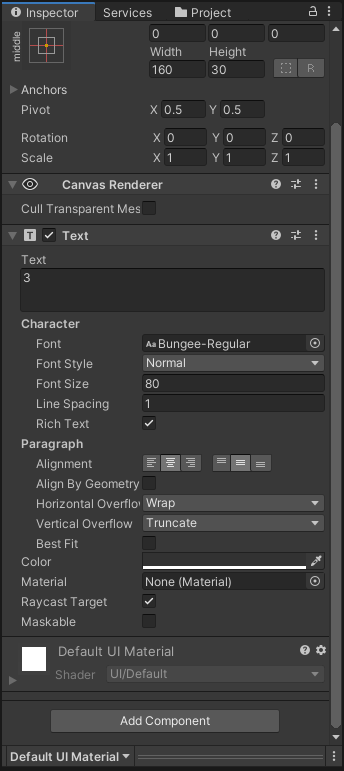 Inspector Services Project
middle
0 0 0
Width Height
160 30 R
Anchors
Pivot X 0.5 Y 0.5
Rotation X 0 Y 0 Z 0
Scale X 1 Y 1 Z 1
Canvas Renderer
Cull Transparent Mes
T Text
Text
3
Character
Font Aa Bungee-Regular
Font Style Normal
Font Size 80
Line Spacing 1
Rich Text
Paragraph
Alignment
Align By Geometry
Horizontal Overflo Wrap
Vertical Overflow Truncate
Best Fit
Color
Material None (Material)
Raycast Target
Maskable
Default UI Material
Shader UI/Default
Add Component
Default UI Material